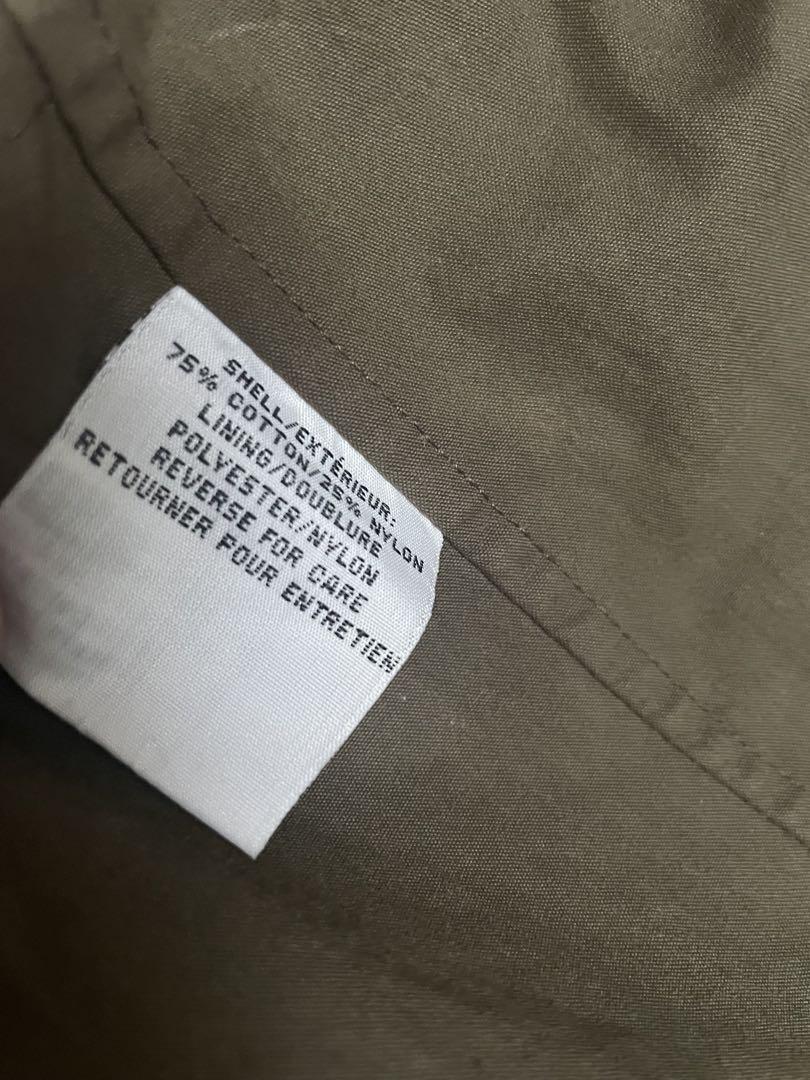 SHELL/EXTÉRIEUR:
75% COTTON/25% NYLON
LINING/DOUBLURE
POLYESTER/NYLON
REVERSE FOR CARE
RETOURNER POUR ENTRETIEN